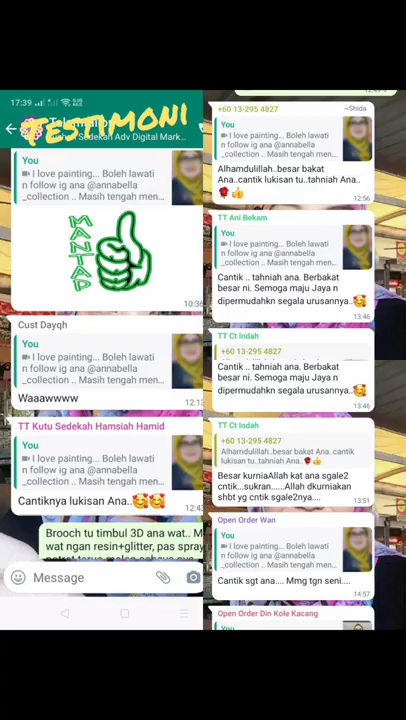 17:39
TESTIMONI
Sedekah Adv Digital Mark...
You
I love painting... Boleh lawati
n follow ig ana @annabella
_collection .. Masih tengah men...
MANTAP
10:36
Cust Dayqh
You
I love painting... Boleh lawati
n follow ig ana @annabella
_collection .. Masih tengah men...
Waaawwww
12:13
TT Kutu Sedekah Hamsiah Hamid
You
I love painting... Boleh lawati
n follow ig ana @annabella
_collection .. Masih tengah men...
Cantiknya lukisan Ana..🥰🥰
12:43
Brooch tu timbul 3D ana wat.. M
wat ngan resin+glitter, pas spray
Message
+60 13-295 4827 ~Shida
You
I love painting... Boleh lawati
n follow ig ana @annabella
_collection .. Masih tengah men...
Alhamdulillah..besar bakat
Ana..cantik lukisan tu..tahniah Ana..
🌹👍
12:56
TT Ani Bekam
You
I love painting... Boleh lawati
n follow ig ana @annabella
_collection .. Masih tengah men...
Cantik .. tahniah ana. Berbakat
besar ni. Semoga maju Jaya n
dipermudahkn segala urusannya..🥰
13:46
TT Ct Indah
+60 13-295 4827
Cantik .. tahniah ana. Berbakat
besar ni. Semoga maju Jaya n
dipermudahkn segala urusannya..🥰
13:46
TT Ct Indah
+60 13-295 4827
Alhamdulillah..besar bakat Ana..cantik
lukisan tu..tahniah Ana..🌹👍
Besar kurniaAllah kat ana sgale2
cntik...sukran......Allah dkurniakan
shbt yg cntik sgale2nya....
13:51
Open Order Wan
You
I love painting... Boleh lawati
n follow ig ana @annabella
_collection .. Masih tengah men...
Cantik sgt ana.... Mmg tgn seni....
14:57
Open Order Din Kole Kacang
You